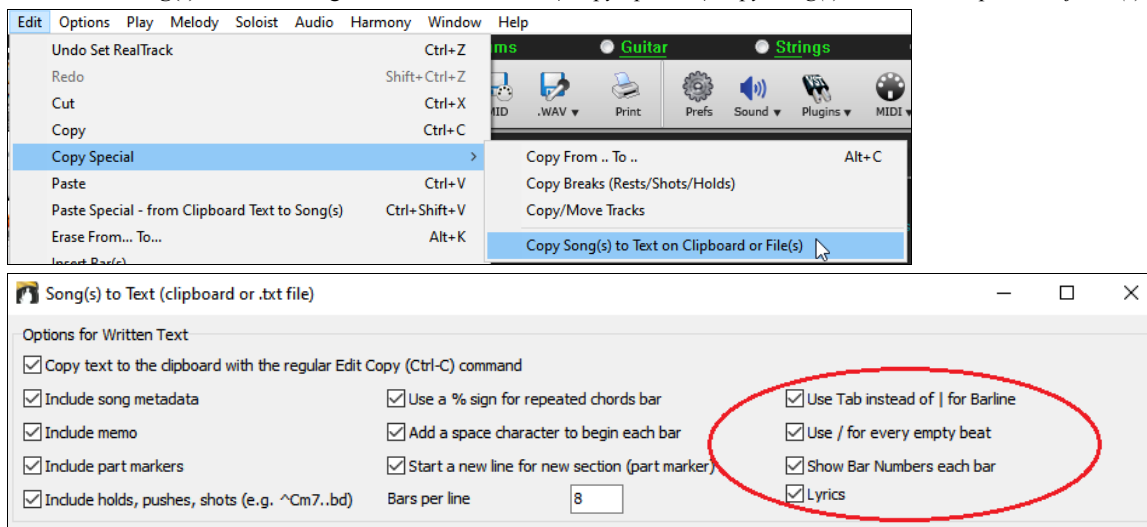 Edit Options Play Melody Soloist Audio Harmony Window Help
Undo Set RealTrack Ctrl+Z
Guitar Strings
Redo Shift+Ctrl+Z
Cut Ctrl+X
.WAV Print Prefs Sound Plugins MIDI
Copy Ctrl+C
Copy Special >
Copy From .. To .. Alt+C
Paste Ctrl+V
Copy Breaks (Rests/Shots/Holds)
Paste Special - from Clipboard Text to Song(s) Ctrl+Shift+V
Copy/Move Tracks
Erase From... To... Alt+K
Copy Song(s) to Text on Clipboard or File(s)
Insert Bar(s)
Song(s) to Text (clipboard or .txt file)
Options for Written Text
Copy text to the clipboard with the regular Edit Copy (Ctrl-C) command
Include song metadata Use a % sign for repeated chords bar Use Tab instead of | for Barline
Include memo Add a space character to begin each bar Use / for every empty beat
Include part markers Start a new line for new section (part marker) Show Bar Numbers each bar
Include holds, pushes, shots (e.g. ^Cm7..bd) Bars per line 8 Lyrics